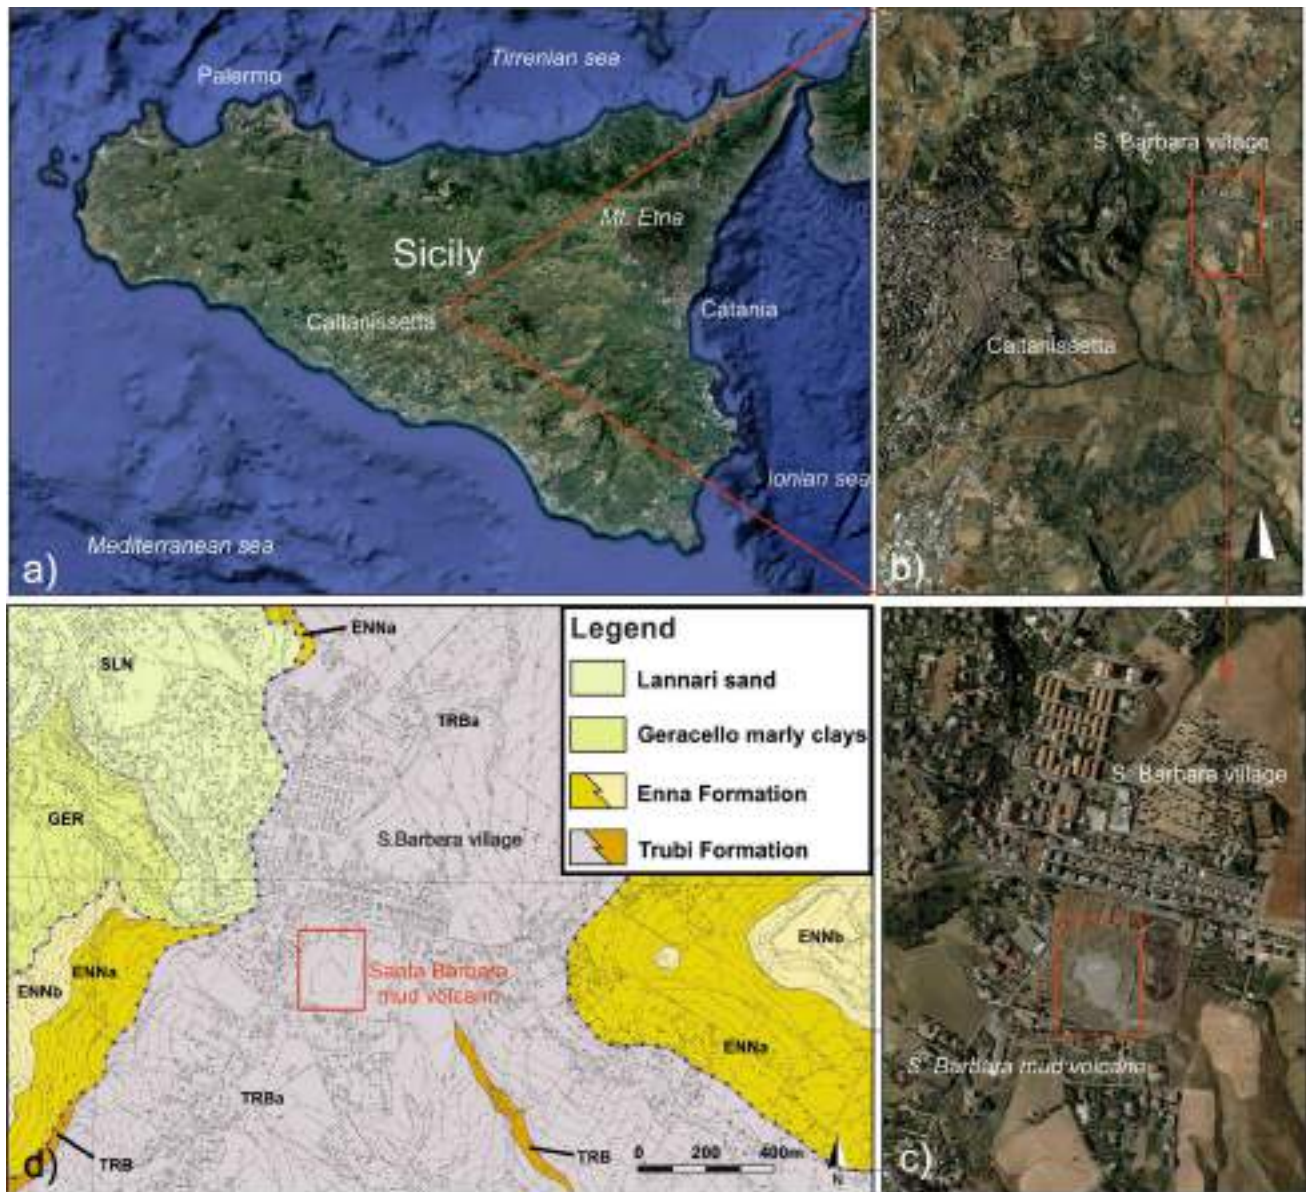 Tirrenian sea
Palermo
Mt. Etna
Sicily
Catania
Caltanissetta
Ionian sea
Mediterranean sea
a)
S. Barbara village
Caltanissetta
b)
ENNa
SLN
TRBa
GER
S.Barbara village
ENNb
ENNa
ENNb
ENNa
Santa Barbara
mud volcano
TRBa
TRB
TRB
0 200 400m
N
d)
Legend
Lannari sand
Geracello marly clays
Enna Formation
Trubi Formation
S. Barbara village
S. Barbara mud volcano
c)